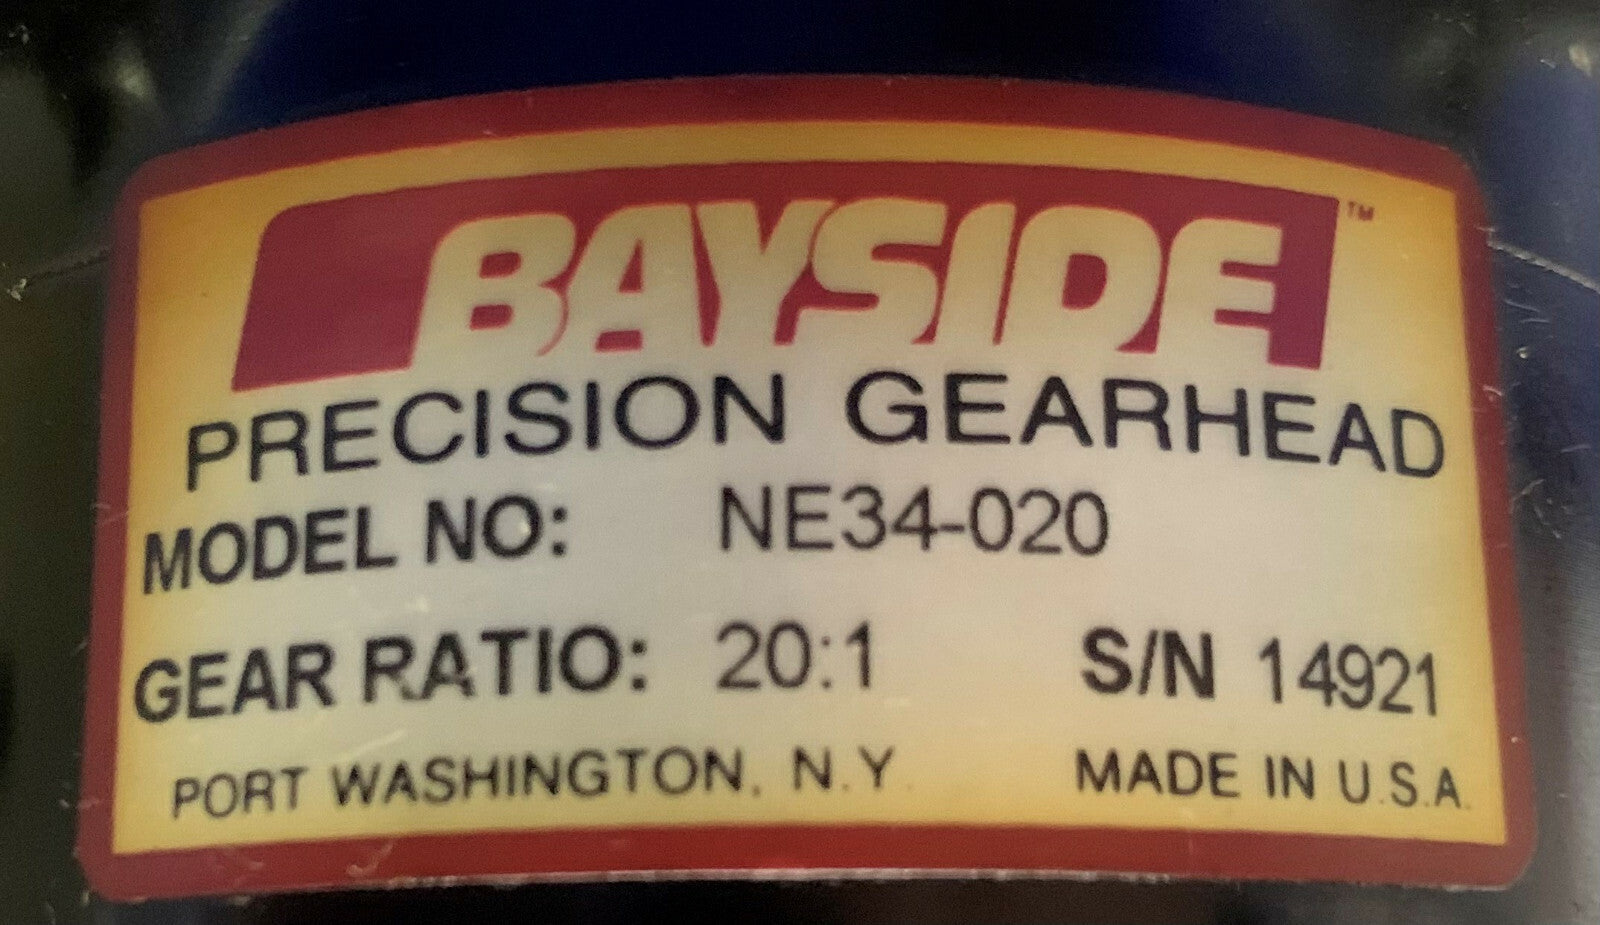 BAYSIDE™
PRECISION GEARHEAD
MODEL NO: NE34-020
GEAR RATIO: 20:1 S/N 14921
PORT WASHINGTON, N.Y. MADE IN U.S.A.